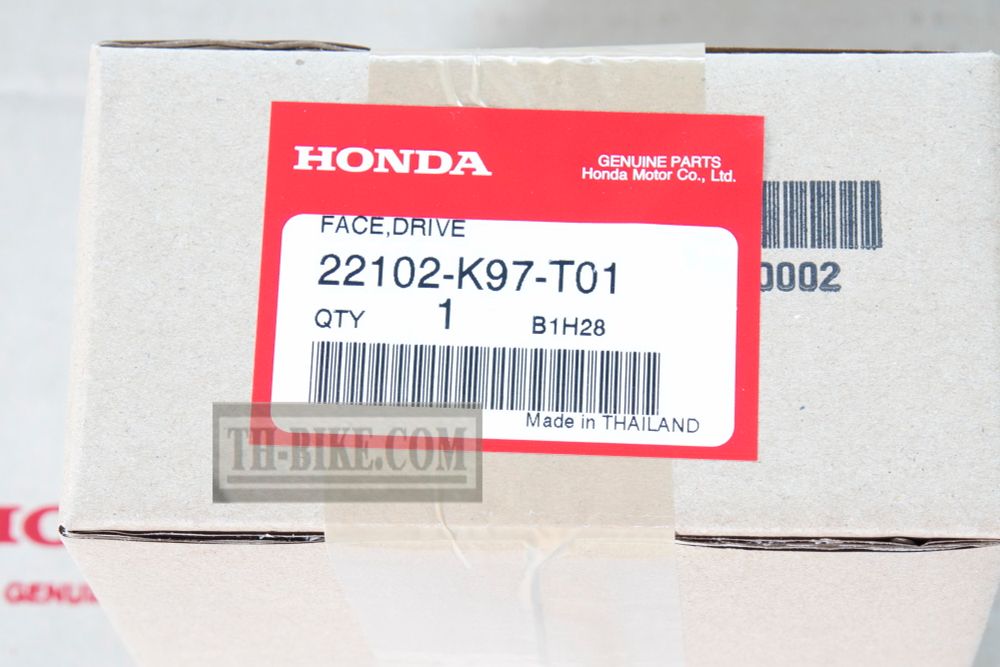 HONDA
GENUINE PARTS
Honda Motor Co., Ltd.
FACE,DRIVE
22102-K97-T01
QTY 1 B1H28
Made in THAILAND
0002
TH-BIKE.COM